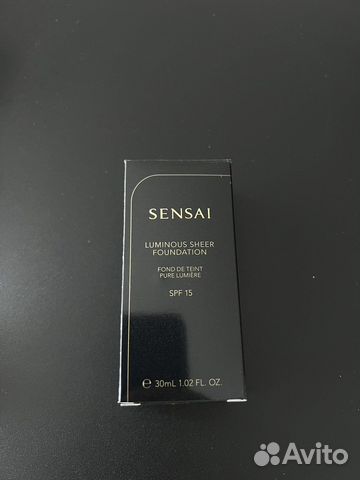 SENSAI
LUMINOUS SHEER
FOUNDATION
FOND DE TEINT
PURE LUMIÈRE
SPF 15
℮ 30mL 1.02 FL. OZ.
Avito